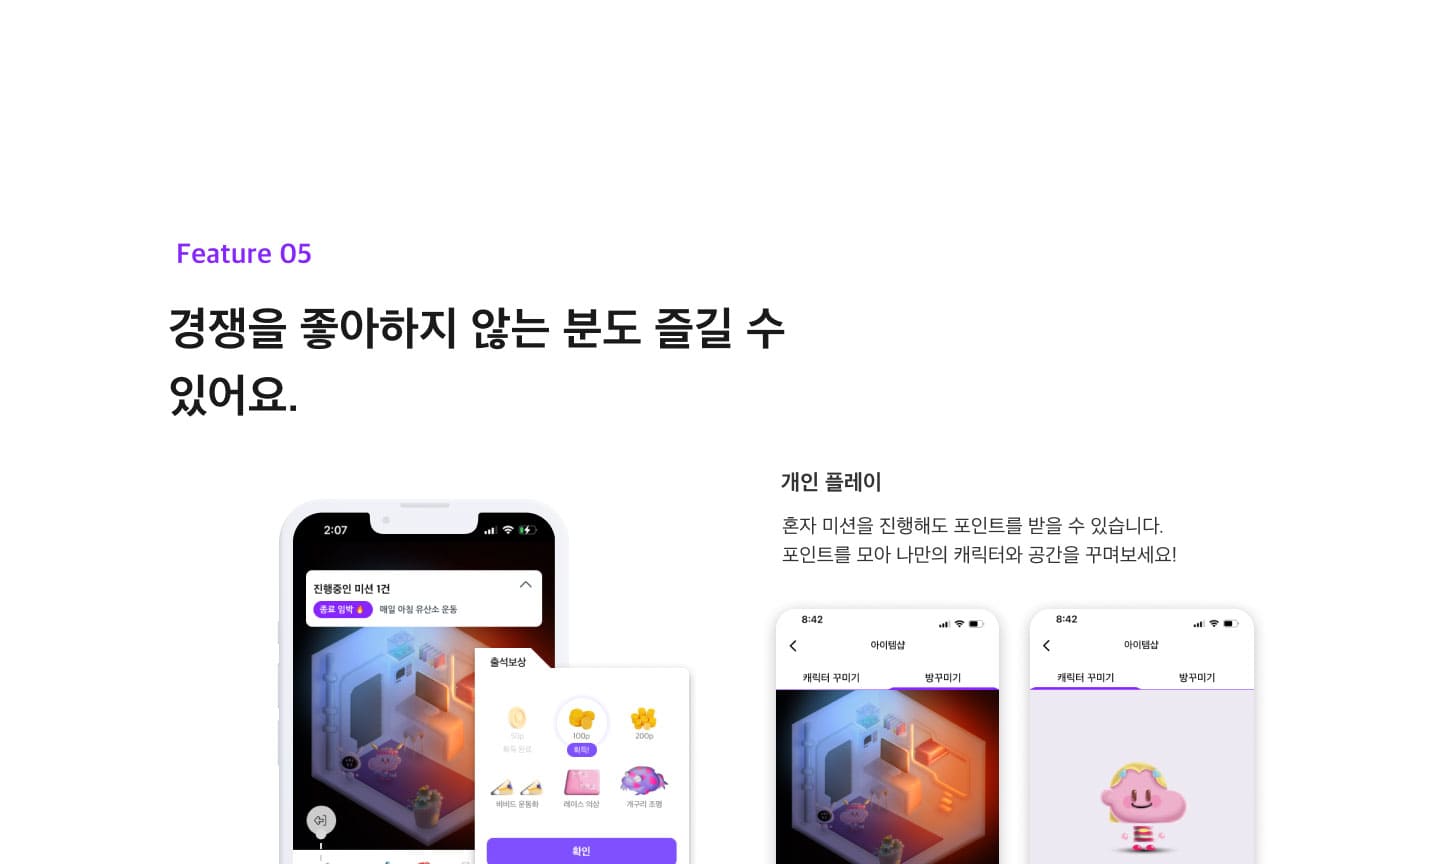 Feature 05
경쟁을 좋아하지 않는 분도 즐길 수
있어요.
개인 플레이
혼자 미션을 진행해도 포인트를 받을 수 있습니다.
포인트를 모아 나만의 캐릭터와 공간을 꾸며보세요!
2:07
진행중인 미션 1건
종료 임박
매일 아침 유산소 운동
출석보상
50p
100p
200p
획득 완료
획득!
비비드 운동화
레이스 의상
개구리 조명
확인
8:42
아이템샵
캐릭터 꾸미기
방꾸미기
8:42
아이템샵
캐릭터 꾸미기
방꾸미기